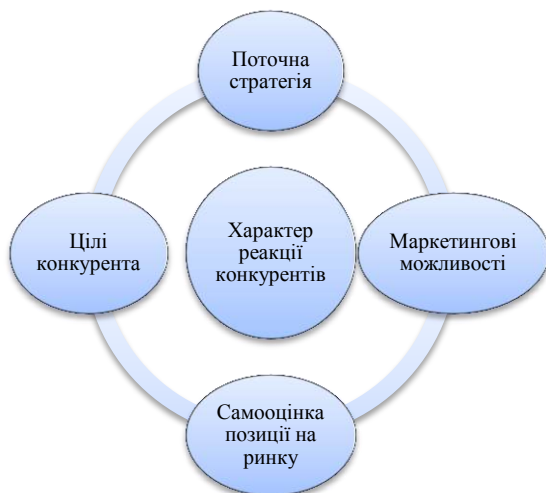 Поточна
стратегія
Цілі
конкурента
Характер
реакції
конкурентів
Маркетингові
можливості
Самооцінка
позиції на
ринку